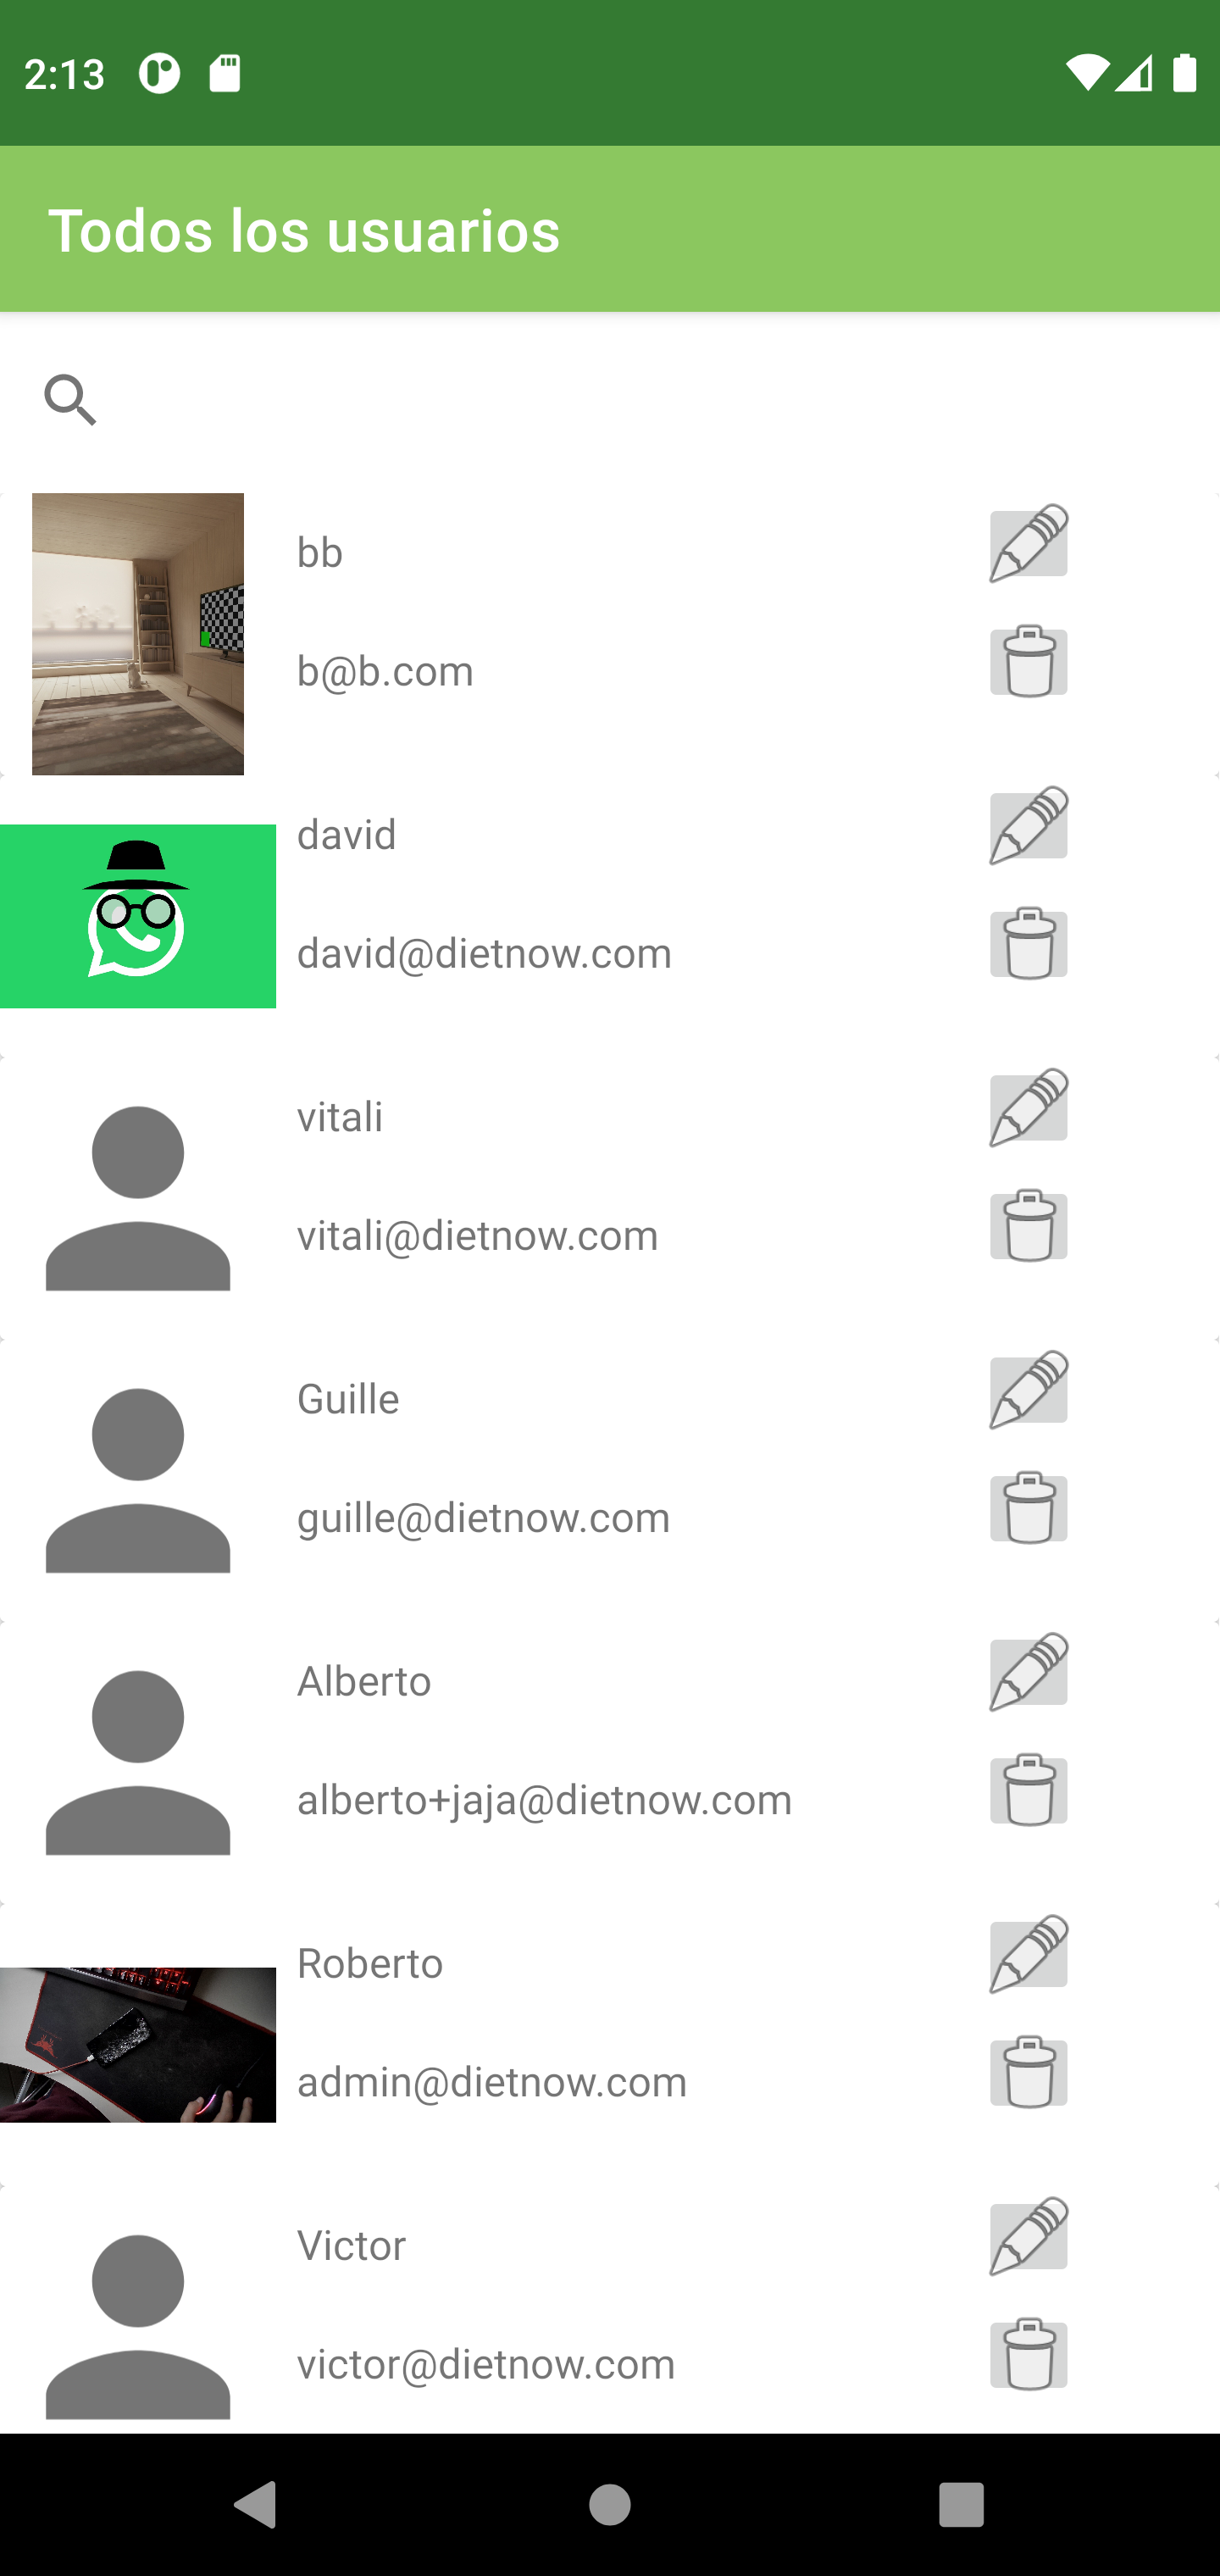 2:13
Todos los usuarios
bb
b@b.com
david
david@dietnow.com
vitali
vitali@dietnow.com
Guille
guille@dietnow.com
Alberto
alberto+jaja@dietnow.com
Roberto
admin@dietnow.com
Victor
victor@dietnow.com